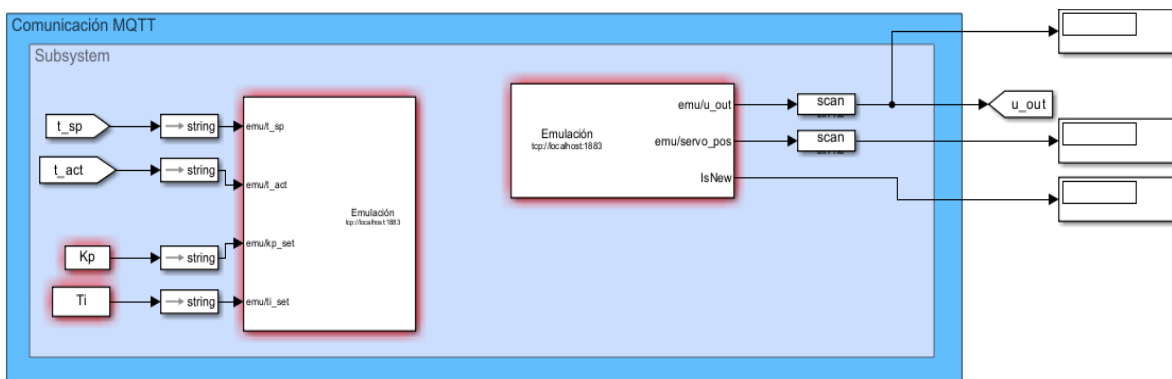 Comunicación MQTT
Subsystem
t_sp
string
emu/t_sp
t_act
string
emu/t_act
Emulación
tcp://localhost:1883
Kp
string
emu/kp_set
Ti
string
emu/ti_set
Emulación
tcp://localhost:1883
emu/u_out
scan
u_out
emu/servo_pos
scan
IsNew